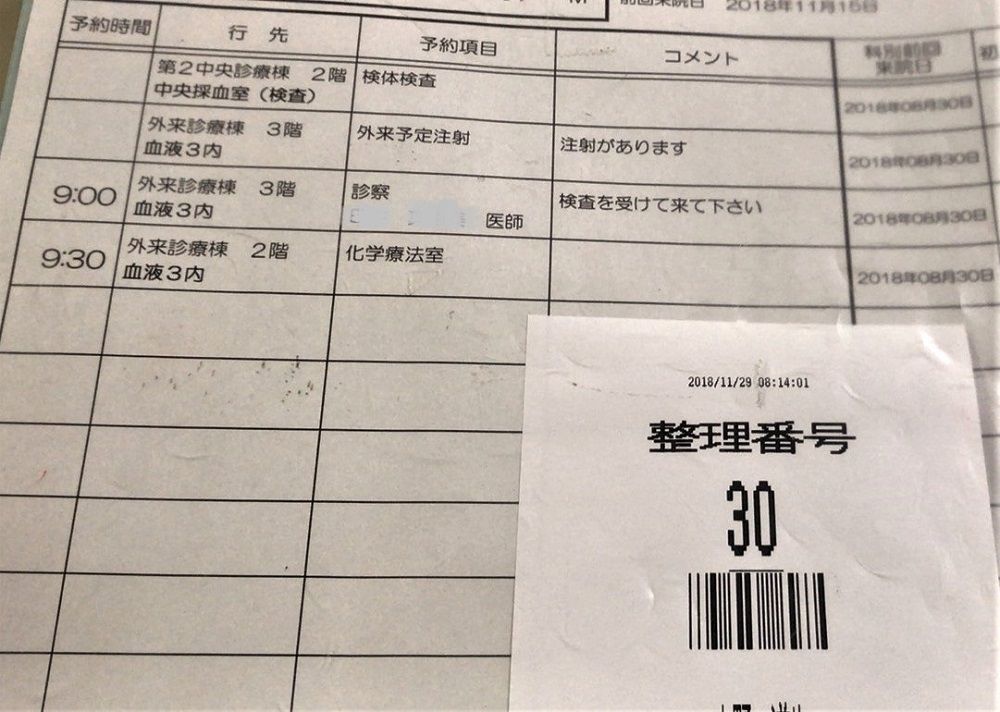 前回来院日 2018年11月15日
予約時間 行先 予約項目 コメント 科別前回来院日 初
第2中央診療棟 2階 検体検査
中央採血室（検査） 2018年08月30日
外来診療棟 3階 外来予定注射 注射があります
血液3内 2018年08月30日
9:00 外来診療棟 3階 診察 検査を受けて来て下さい
血液3内 医師 2018年08月30日
9:30 外来診療棟 2階 化学療法室
血液3内 2018年08月30日
2018/11/29 08:14:01
整理番号
30